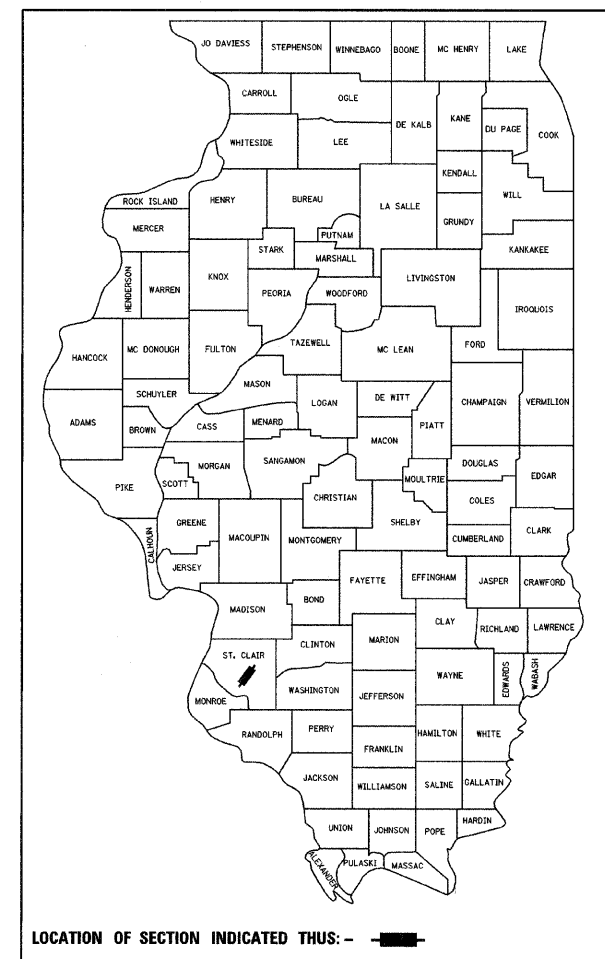 JO DAVIESS STEPHENSON WINNEBAGO BOONE MC HENRY LAKE
CARROLL OGLE DE KALB KANE DU PAGE COOK
WHITESIDE LEE
KENDALL WILL
ROCK ISLAND HENRY BUREAU LA SALLE GRUNDY
MERCER PUTNAM KANKAKEE
STARK MARSHALL
HENDERSON WARREN KNOX PEORIA WOODFORD LIVINGSTON IROQUOIS
HANCOCK MC DONOUGH FULTON TAZEWELL MC LEAN FORD
MASON
SCHUYLER LOGAN DE WITT CHAMPAIGN VERMILION
ADAMS BROWN CASS MENARD MACON PIATT
SANGAMON DOUGLAS
PIKE SCOTT MORGAN MOULTRIE EDGAR
CHRISTIAN COLES
GREENE MACOUPIN SHELBY
CALHOUN MONTGOMERY CUMBERLAND CLARK
JERSEY FAYETTE EFFINGHAM JASPER CRAWFORD
MADISON BOND
CLAY RICHLAND LAWRENCE
CLINTON MARION
ST. CLAIR WAYNE EDWARDS WABASH
MONROE WASHINGTON JEFFERSON
RANDOLPH PERRY HAMILTON WHITE
FRANKLIN
JACKSON WILLIAMSON SALINE GALLATIN
UNION JOHNSON POPE HARDIN
ALEXANDER PULASKI MASSAC
LOCATION OF SECTION INDICATED THUS: -